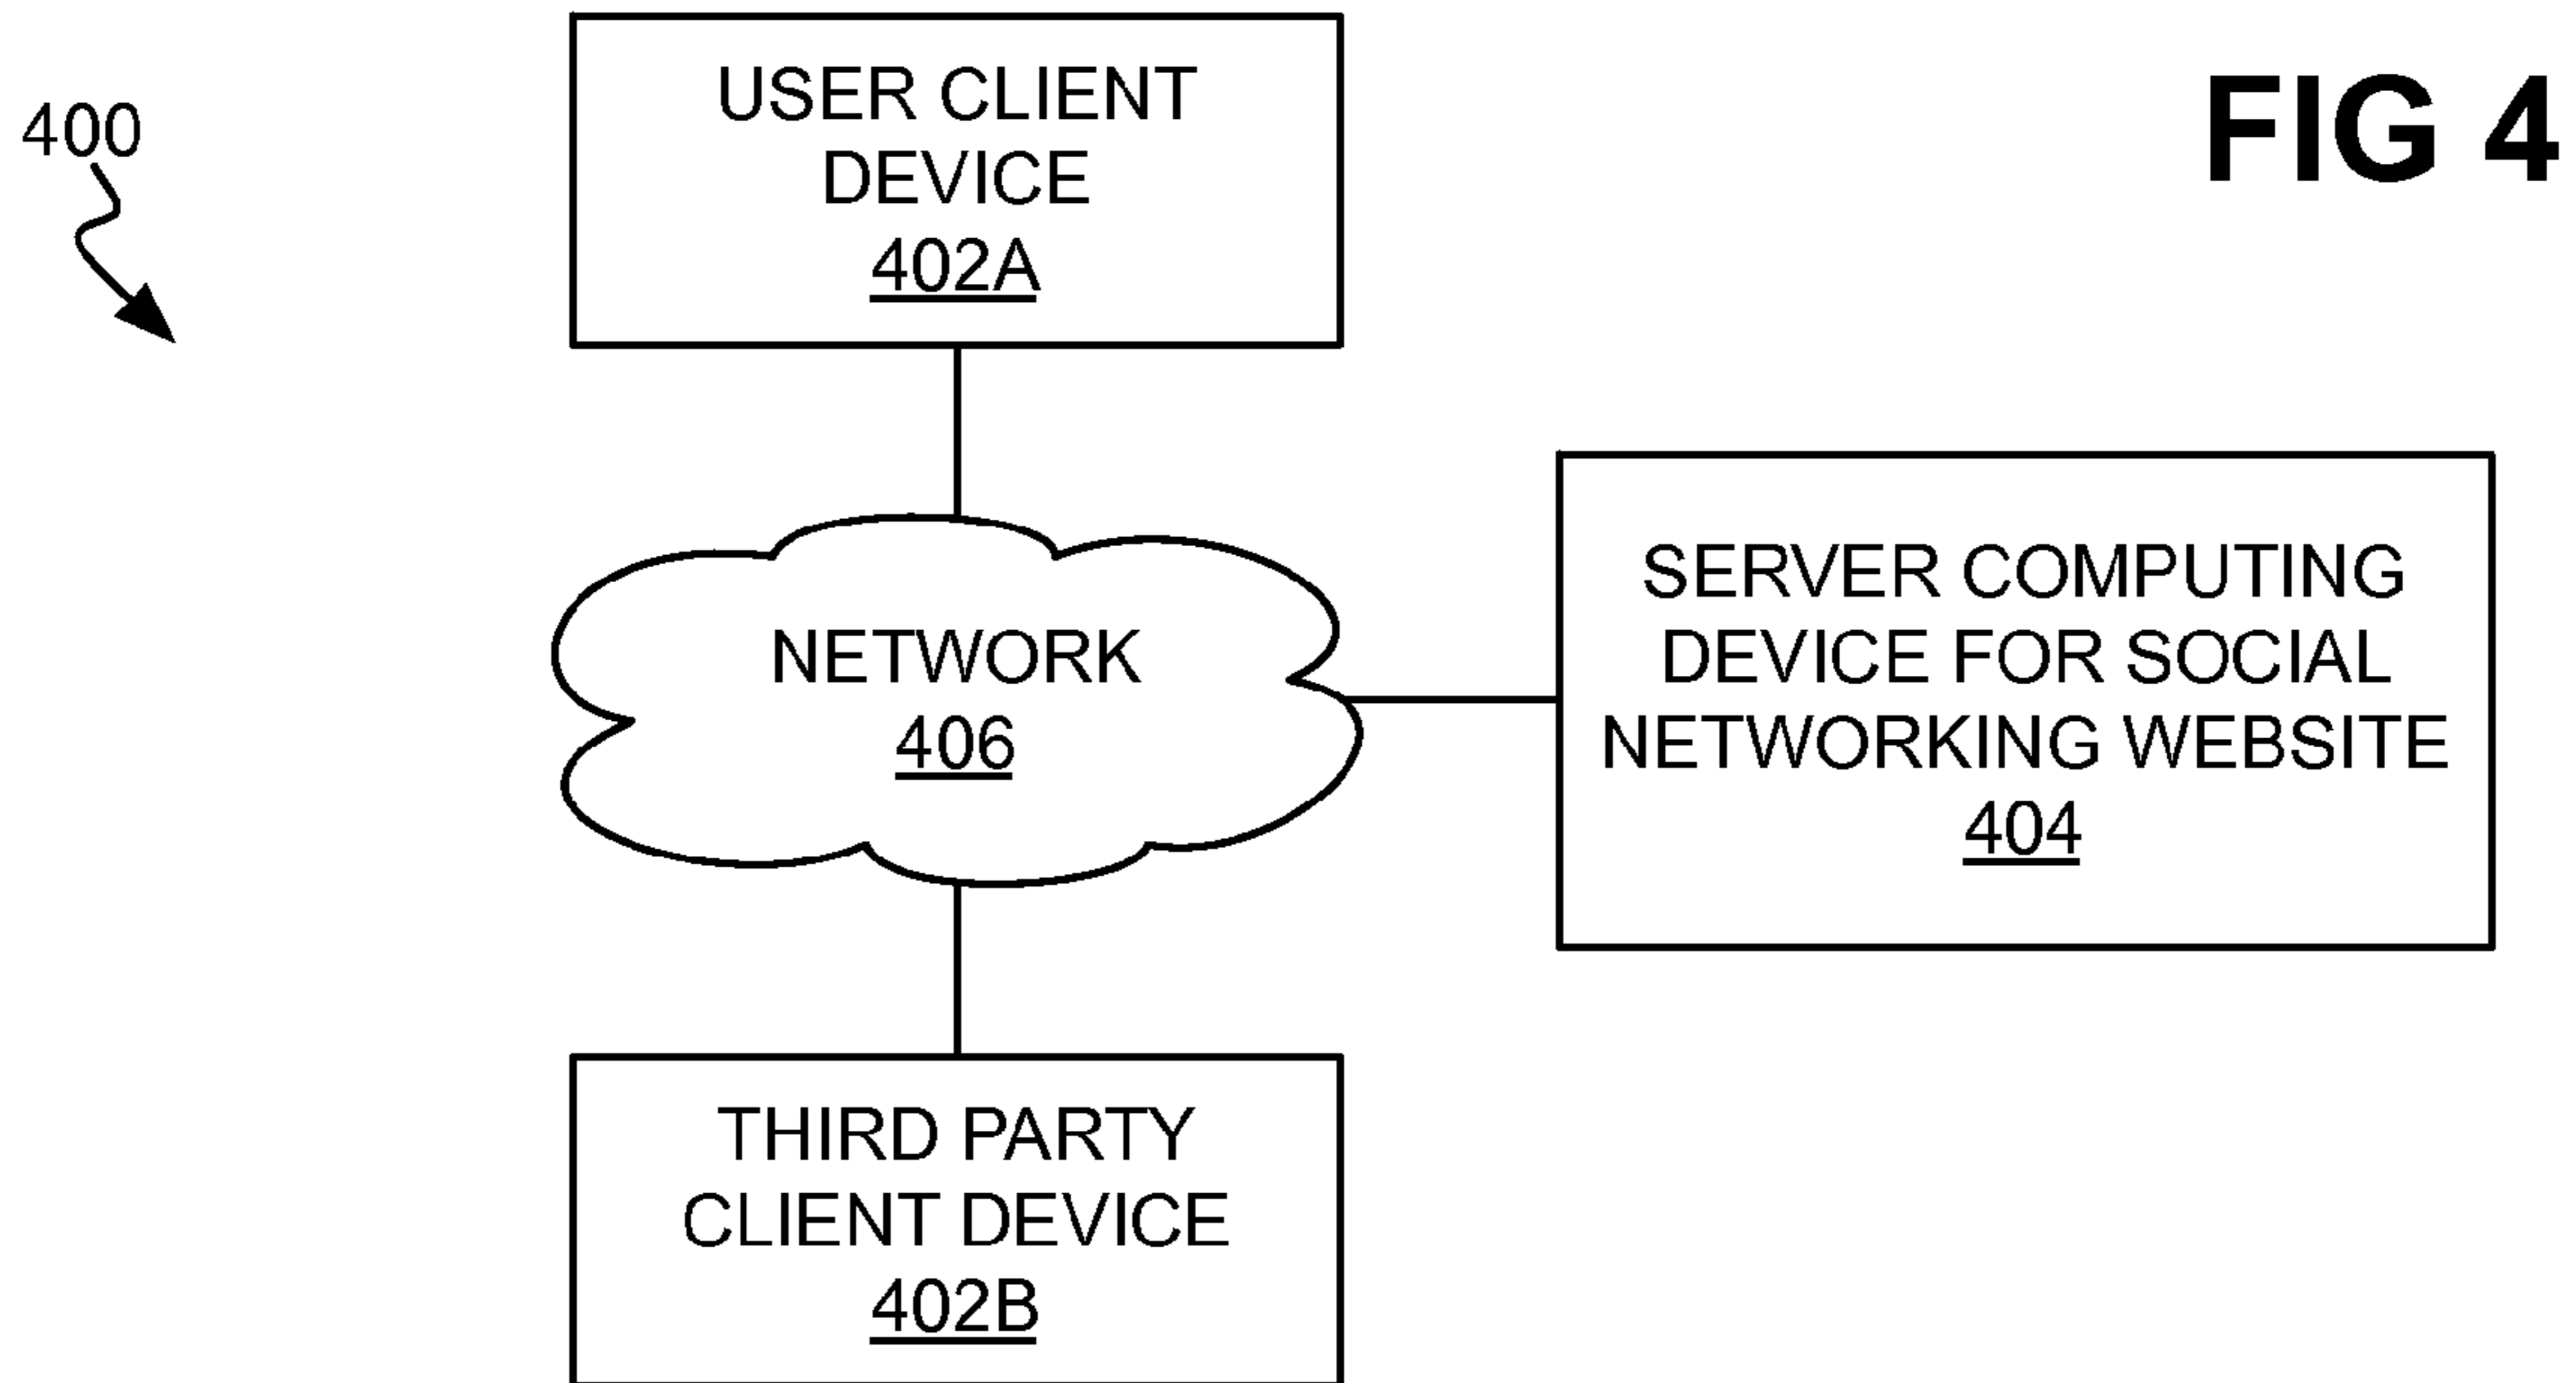 FIG 4
400
USER CLIENT
DEVICE
402A
NETWORK
406
SERVER COMPUTING
DEVICE FOR SOCIAL
NETWORKING WEBSITE
404
THIRD PARTY
CLIENT DEVICE
402B